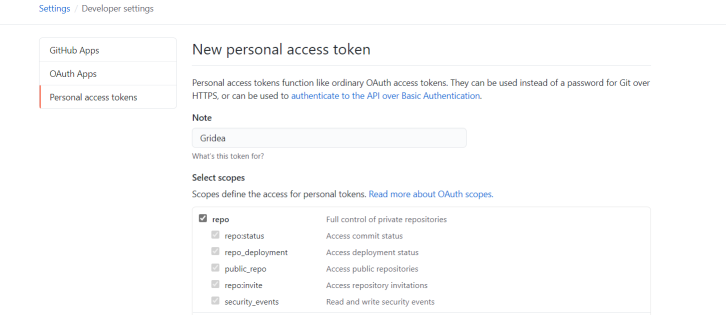 Settings / Developer settings
GitHub Apps
OAuth Apps
Personal access tokens
New personal access token
Personal access tokens function like ordinary OAuth access tokens. They can be used instead of a password for Git over
HTTPS, or can be used to authenticate to the API over Basic Authentication.
Note
Gridea
What's this token for?
Select scopes
Scopes define the access for personal tokens. Read more about OAuth scopes.
repo Full control of private repositories
repo:status Access commit status
repo_deployment Access deployment status
public_repo Access public repositories
repo:invite Access repository invitations
security_events Read and write security events